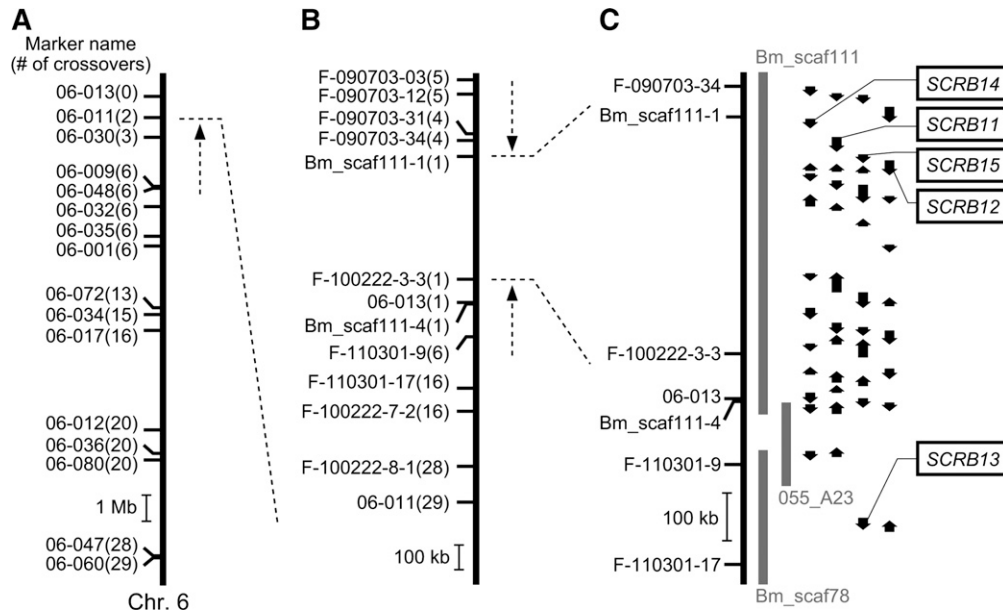 A
Marker name
(# of crossovers)
06-013(0)
06-011(2)
06-030(3)
06-009(6)
06-048(6)
06-032(6)
06-035(6)
06-001(6)
06-072(13)
06-034(15)
06-017(16)
06-012(20)
06-036(20)
06-080(20)
1 Mb
06-047(28)
06-060(29)
Chr. 6
B
F-090703-03(5)
F-090703-12(5)
F-090703-31(4)
F-090703-34(4)
Bm_scaf111-1(1)
F-100222-3-3(1)
06-013(1)
Bm_scaf111-4(1)
F-110301-9(6)
F-110301-17(16)
F-100222-7-2(16)
F-100222-8-1(28)
06-011(29)
100 kb
C
Bm_scaf111
F-090703-34
Bm_scaf111-1
F-100222-3-3
06-013
Bm_scaf111-4
F-110301-9
055_A23
100 kb
F-110301-17
Bm_scaf78
SCRB14
SCRB11
SCRB15
SCRB12
SCRB13